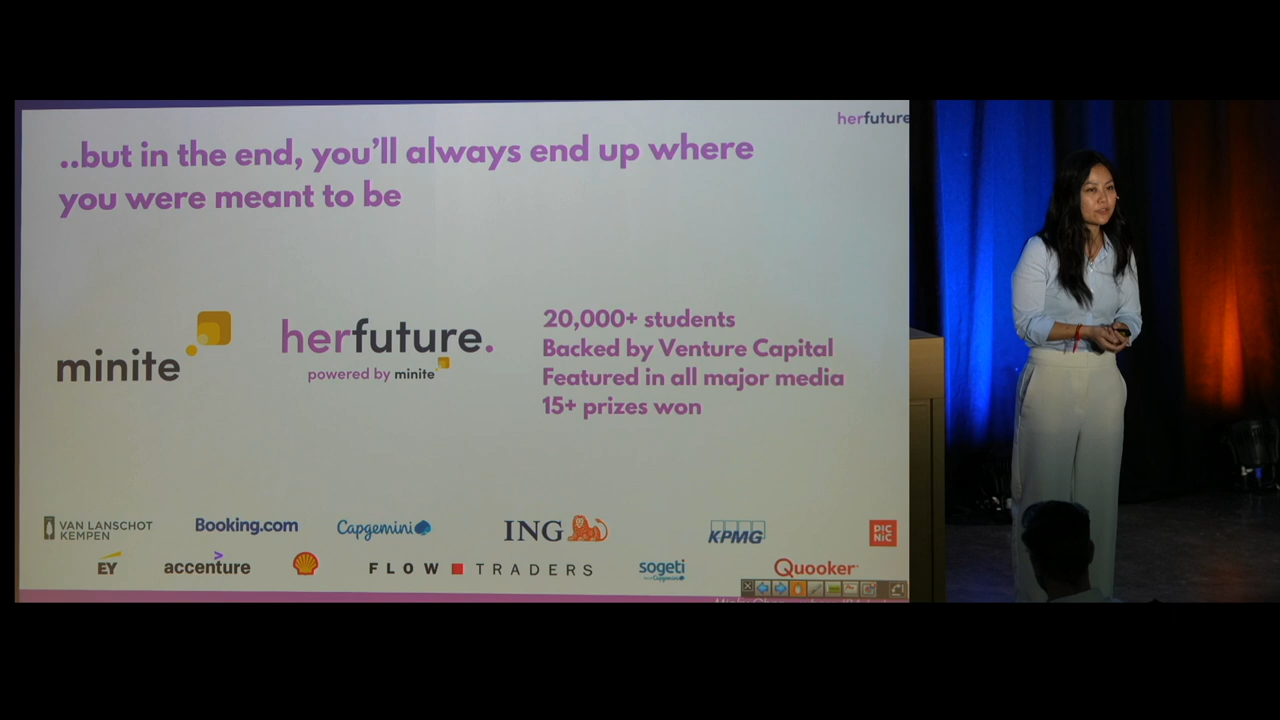 herfuture
..but in the end, you'll always end up where
you were meant to be
minite
herfuture.
powered by minite
20,000+ students
Backed by Venture Capital
Featured in all major media
15+ prizes won
VAN LANSCHOT
KEMPEN
Booking.com
Capgemini
ING
KPMG
PIC
NIC
EY
accenture
FLOW TRADERS
sogeti
Quooker